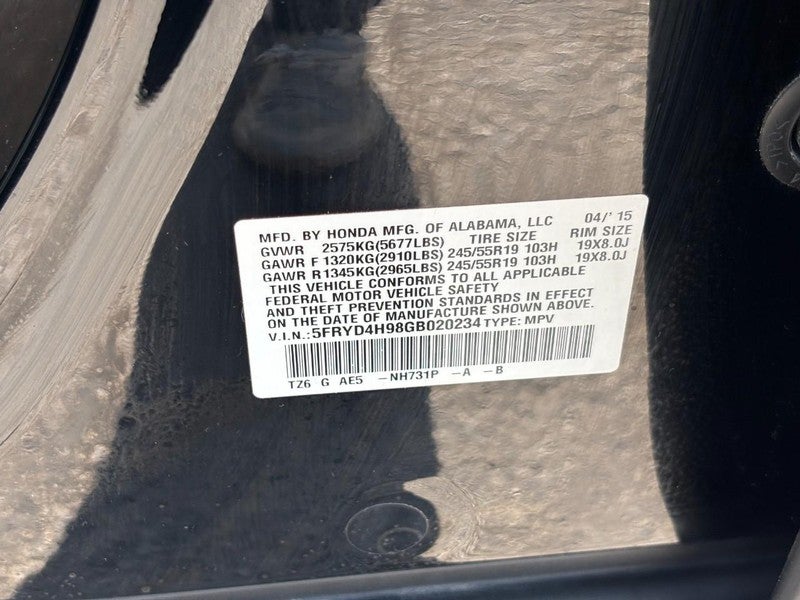 MFD. BY HONDA MFG. OF ALABAMA, LLC 04/' 15
GVWR 2575KG(5677LBS) TIRE SIZE RIM SIZE
GAWR F 1320KG(2910LBS) 245/55R19 103H 19X8.0J
GAWR R1345KG(2965LBS) 245/55R19 103H 19X8.0J
THIS VEHICLE CONFORMS TO ALL APPLICABLE
FEDERAL MOTOR VEHICLE SAFETY
AND THEFT PREVENTION STANDARDS IN EFFECT
ON THE DATE OF MANUFACTURE SHOWN ABOVE.
V.I.N.: 5FRYD4H98GB020234 TYPE: MPV
TZ6 G AE5 -NH731P -A -B